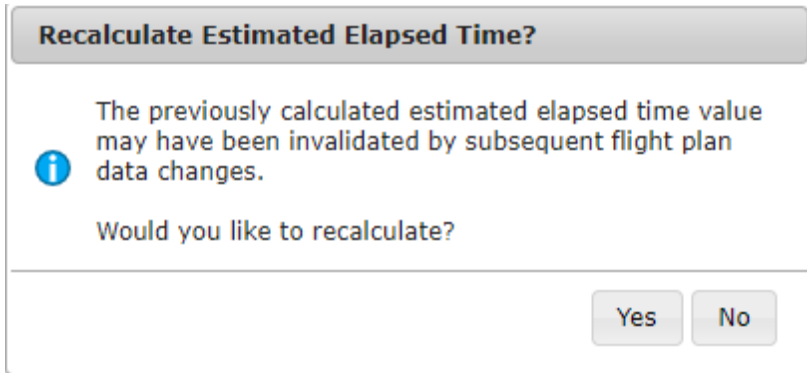 Recalculate Estimated Elapsed Time?
The previously calculated estimated elapsed time value
may have been invalidated by subsequent flight plan
data changes.
Would you like to recalculate?
Yes No